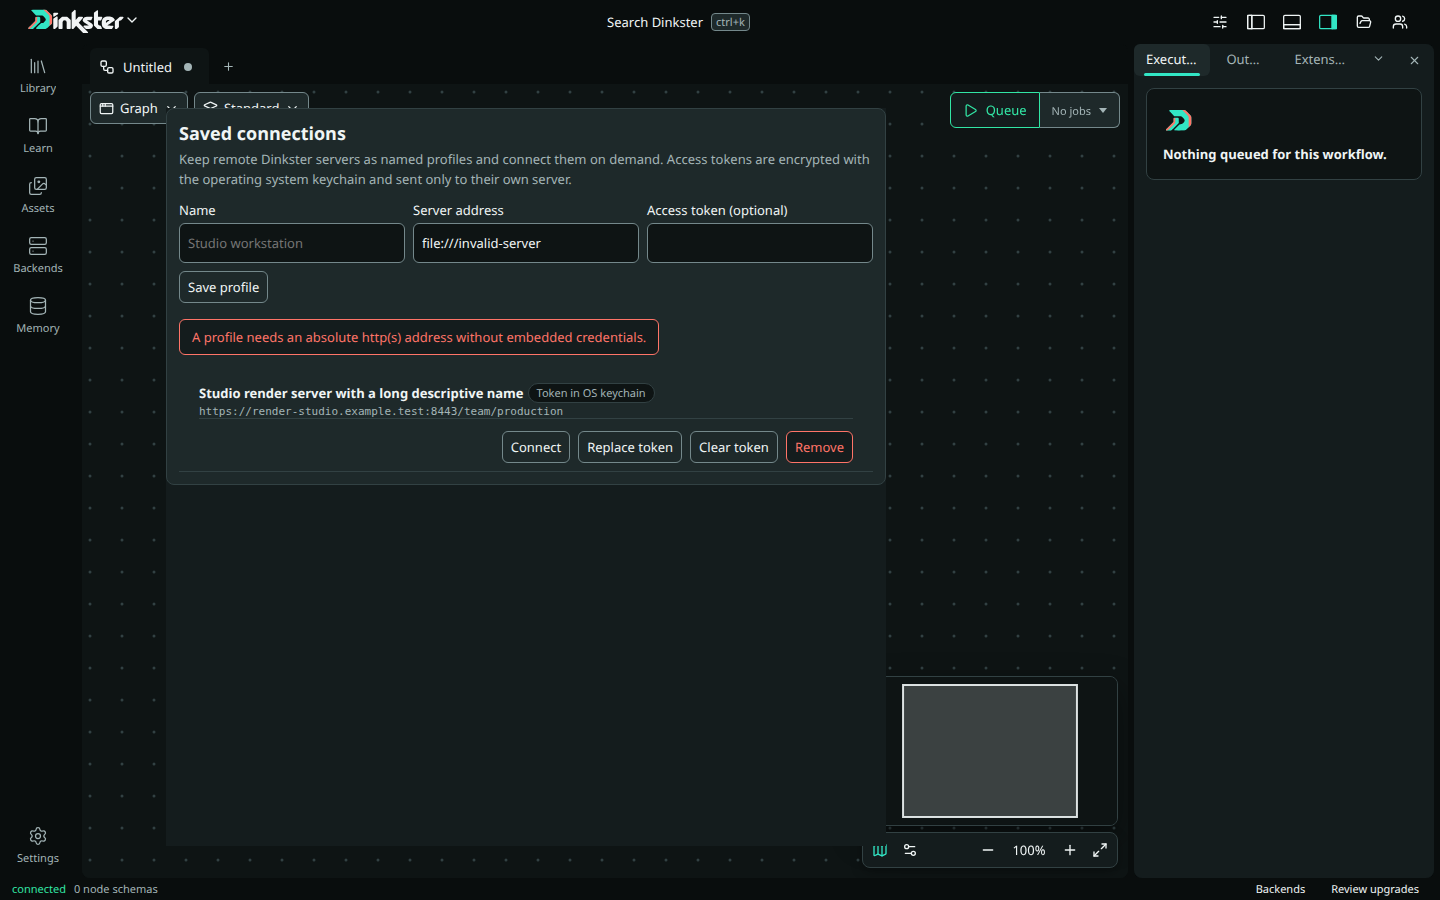 Dinkster
Search Dinkster ctrl+k
Library
Learn
Assets
Backends
Memory
Settings
Untitled
Graph
Standard
Queue
No jobs
Saved connections
Keep remote Dinkster servers as named profiles and connect them on demand. Access tokens are encrypted with
the operating system keychain and sent only to their own server.
Name
Server address
Access token (optional)
Studio workstation
file:///invalid-server
Save profile
A profile needs an absolute http(s) address without embedded credentials.
Studio render server with a long descriptive name Token in OS keychain
https://render-studio.example.test:8443/team/production
Connect
Replace token
Clear token
Remove
100%
Execut...
Out...
Extens...
Nothing queued for this workflow.
connected 0 node schemas
Backends
Review upgrades